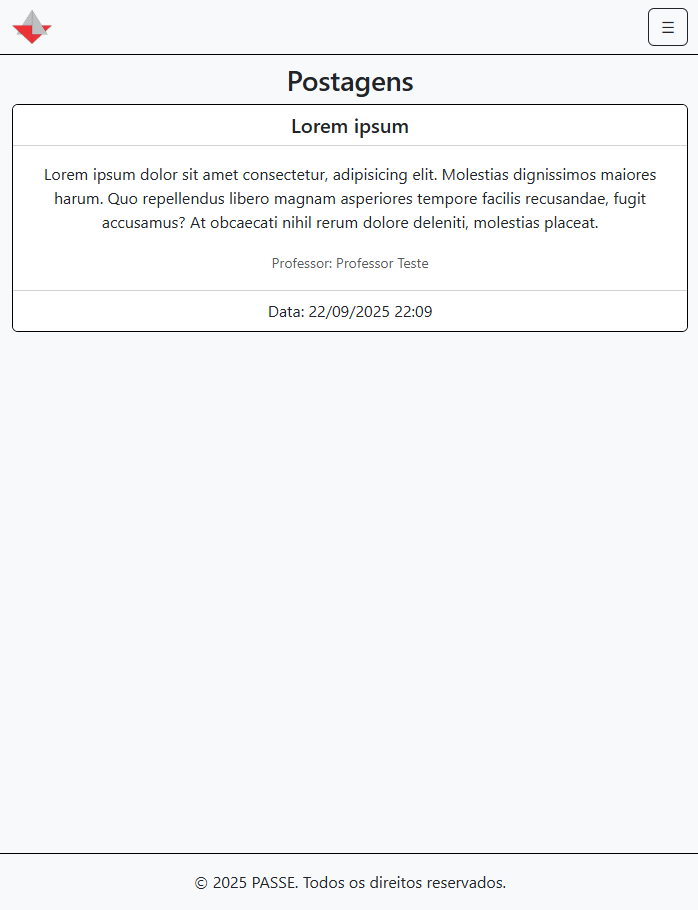 ☰
Postagens
Lorem ipsum
Lorem ipsum dolor sit amet consectetur, adipisicing elit. Molestias dignissimos maiores
harum. Quo repellendus libero magnam asperiores tempore facilis recusandae, fugit
accusamus? At obcaecati nihil rerum dolore deleniti, molestias placeat.
Professor: Professor Teste
Data: 22/09/2025 22:09
© 2025 PASSE. Todos os direitos reservados.